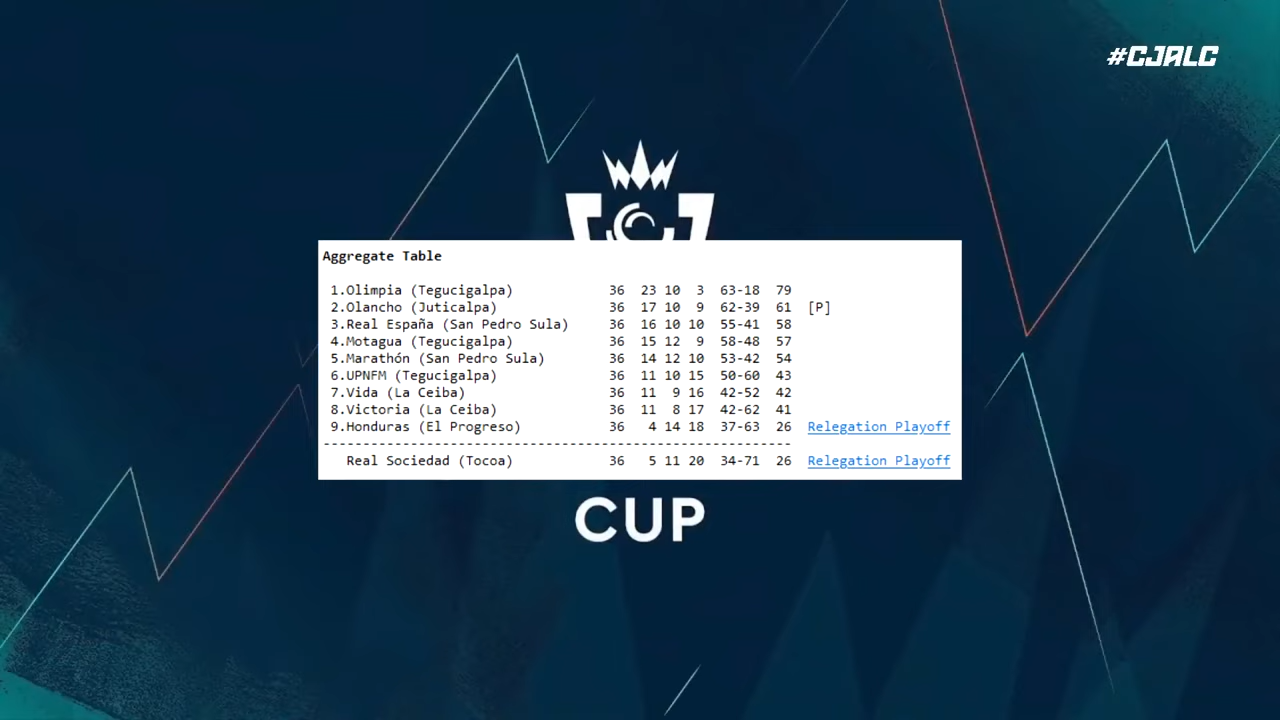 #CJALC
Aggregate Table
1.Olimpia (Tegucigalpa) 36 23 10 3 63-18 79
2.Olancho (Juticalpa) 36 17 10 9 62-39 61 [P]
3.Real España (San Pedro Sula) 36 16 10 10 55-41 58
4.Motagua (Tegucigalpa) 36 15 12 9 58-48 57
5.Marathón (San Pedro Sula) 36 14 12 10 53-42 54
6.UPNFM (Tegucigalpa) 36 11 10 15 50-60 43
7.Vida (La Ceiba) 36 11 9 16 42-52 42
8.Victoria (La Ceiba) 36 11 8 17 42-62 41
9.Honduras (El Progreso) 36 4 14 18 37-63 26 Relegation Playoff
-----------------------------------------------------------
Real Sociedad (Tocoa) 36 5 11 20 34-71 26 Relegation Playoff
CUP